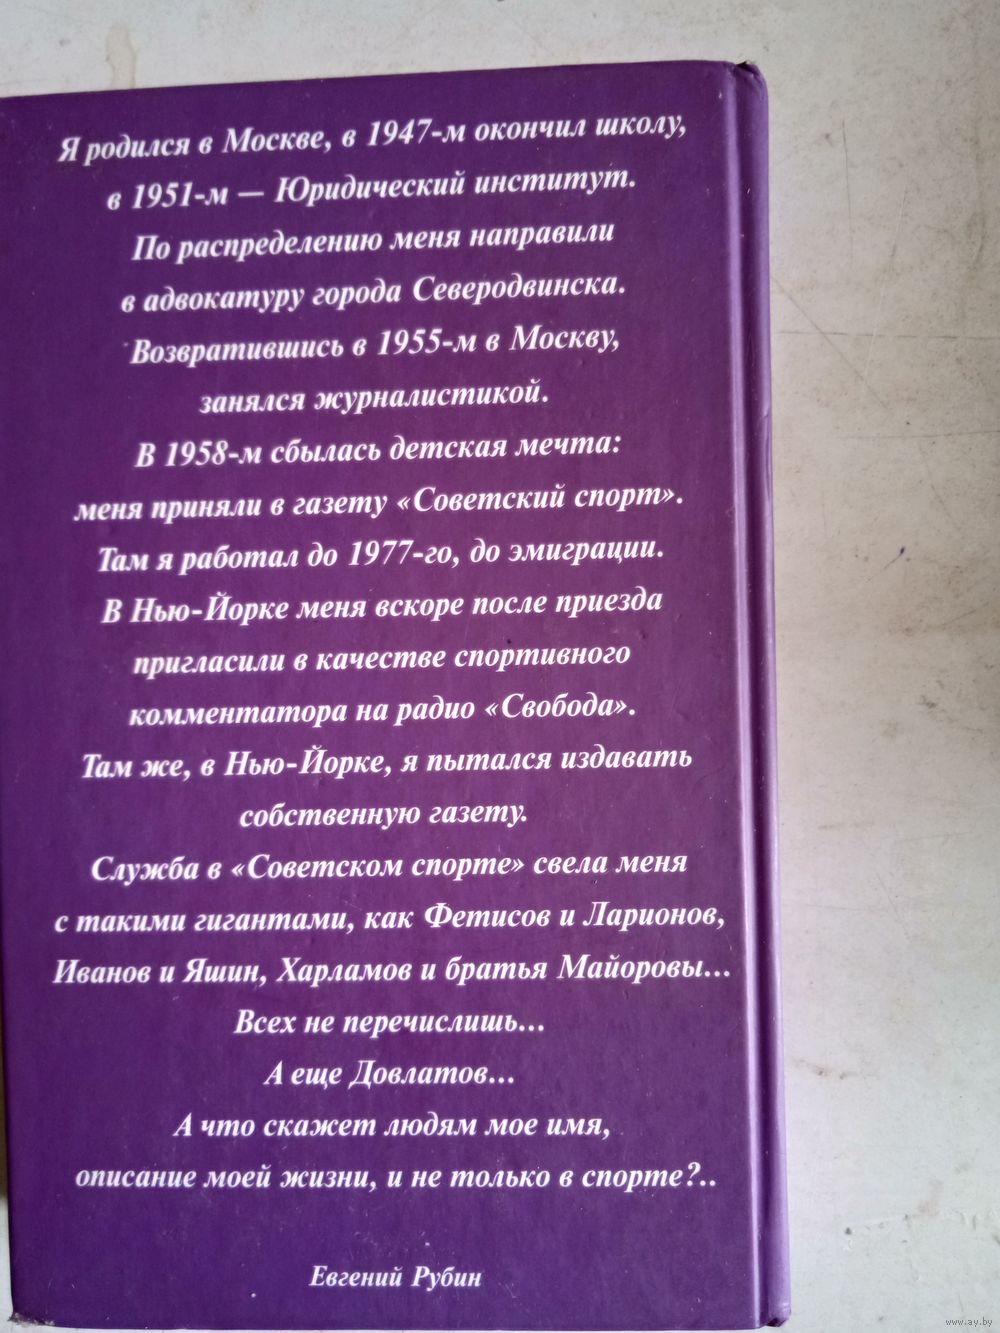 Я родился в Москве, в 1947-м окончил школу,
в 1951-м — Юридический институт.
По распределению меня направили
в адвокатуру города Северодвинска.
Возвратившись в 1955-м в Москву,
занялся журналистикой.
В 1958-м сбылась детская мечта:
меня приняли в газету «Советский спорт».
Там я работал до 1977-го, до эмиграции.
В Нью-Йорке меня вскоре после приезда
пригласили в качестве спортивного
комментатора на радио «Свобода».
Там же, в Нью-Йорке, я пытался издавать
собственную газету.
Служба в «Советском спорте» свела меня
с такими гигантами, как Фетисов и Ларионов,
Иванов и Яшин, Харламов и братья Майоровы...
Всех не перечислишь...
А еще Довлатов...
А что скажет людям мое имя,
описание моей жизни, и не только в спорте?..
Евгений Рубин
www.ay.by